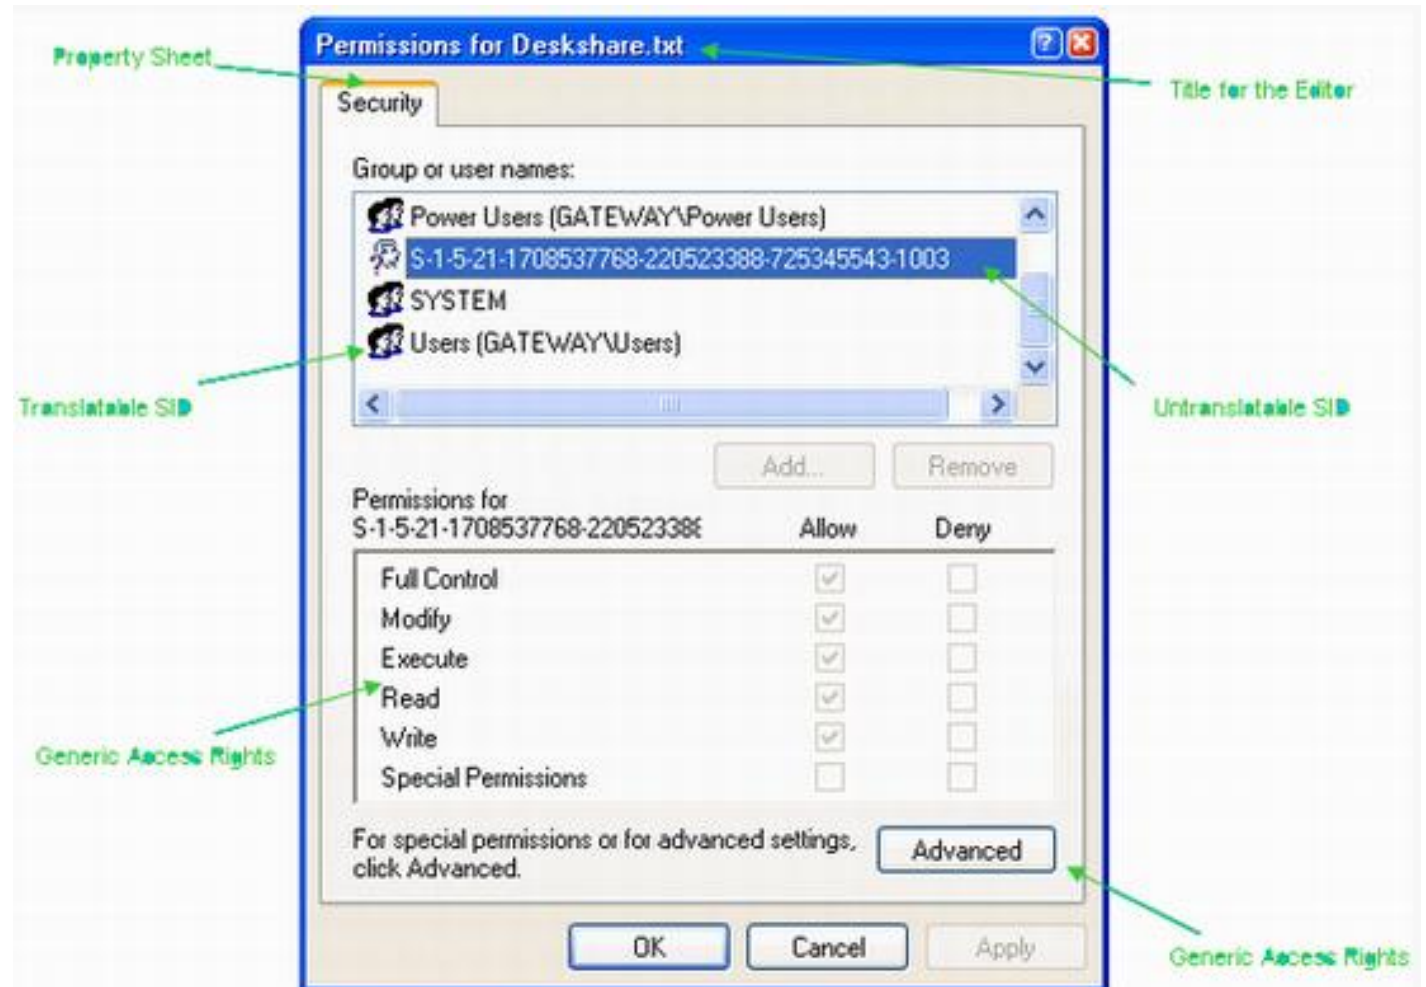 Permissions for Deskshare.txt
Property Sheet
Title for the Editor
Security
Group or user names:
Power Users (GATEWAY\Power Users)
S-1-5-21-1708537768-220523388-725345543-1003
SYSTEM
Users (GATEWAY\Users)
Translatable SID
Untranslatable SID
Add...
Remove
Permissions for
S-1-5-21-1708537768-220523388
Allow
Deny
Full Control
Modify
Execute
Read
Write
Special Permissions
Generic Access Rights
For special permissions or for advanced settings,
click Advanced.
Advanced
OK
Cancel
Apply
Generic Access Rights